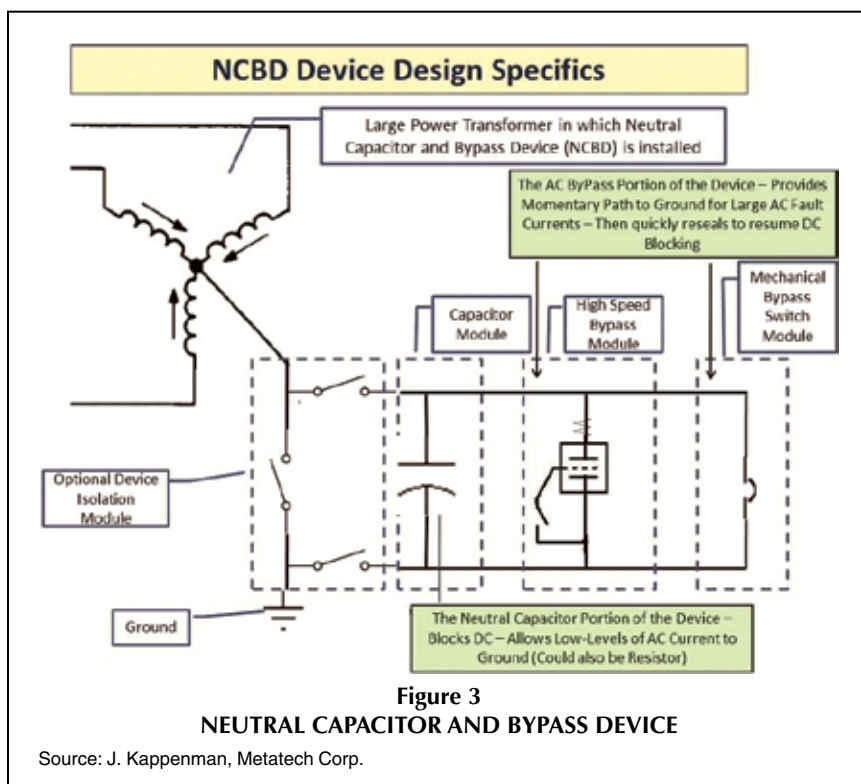 NCBD Device Design Specifics
Large Power Transformer in which Neutral
Capacitor and Bypass Device (NCBD) is installed
The AC ByPass Portion of the Device – Provides
Momentary Path to Ground for Large AC Fault
Currents – Then quickly reseals to resume DC
Blocking
Capacitor
Module
High Speed
Bypass
Module
Mechanical
Bypass
Switch
Module
Optional Device
Isolation
Module
Ground
The Neutral Capacitor Portion of the Device –
Blocks DC – Allows Low-Levels of AC Current to
Ground (Could also be Resistor)
Figure 3
NEUTRAL CAPACITOR AND BYPASS DEVICE
Source: J. Kappenman, Metatech Corp.